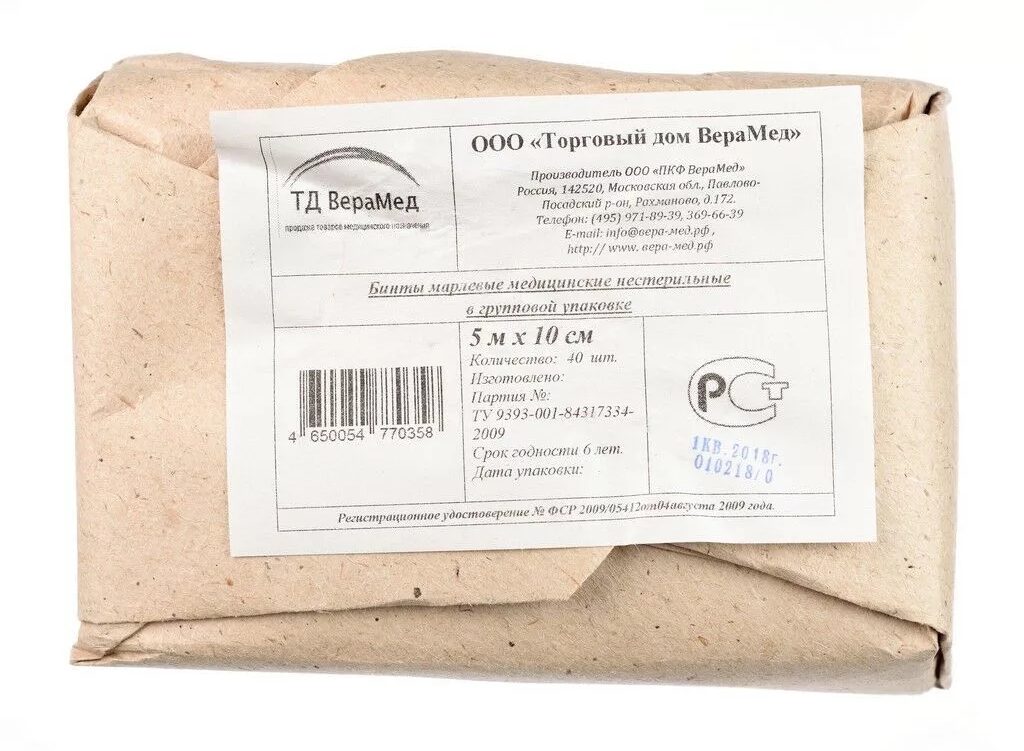 ТД ВераМед
продажа товаров медицинского назначения
ООО «Торговый дом ВераМед»
Производитель ООО «ПКФ ВераМед»
Россия, 142520, Московская обл., Павлово-
Посадский р-он, Рахманово, д.172.
Телефон: (495) 971-89-39, 369-66-39
E-mail: info@вера-мед.рф ,
http:// www. вера-мед.рф
Бинты марлевые медицинские нестерильные
в групповой упаковке
4 650054 770358
5 м х 10 см
Количество: 40 шт.
Изготовлено:
Партия №:
ТУ 9393-001-84317334-
2009
Срок годности 6 лет.
Дата упаковки:
РСт
1КВ. 2018г.
010218/0
Регистрационное удостоверение № ФСР 2009/05412от04августа 2009 года.